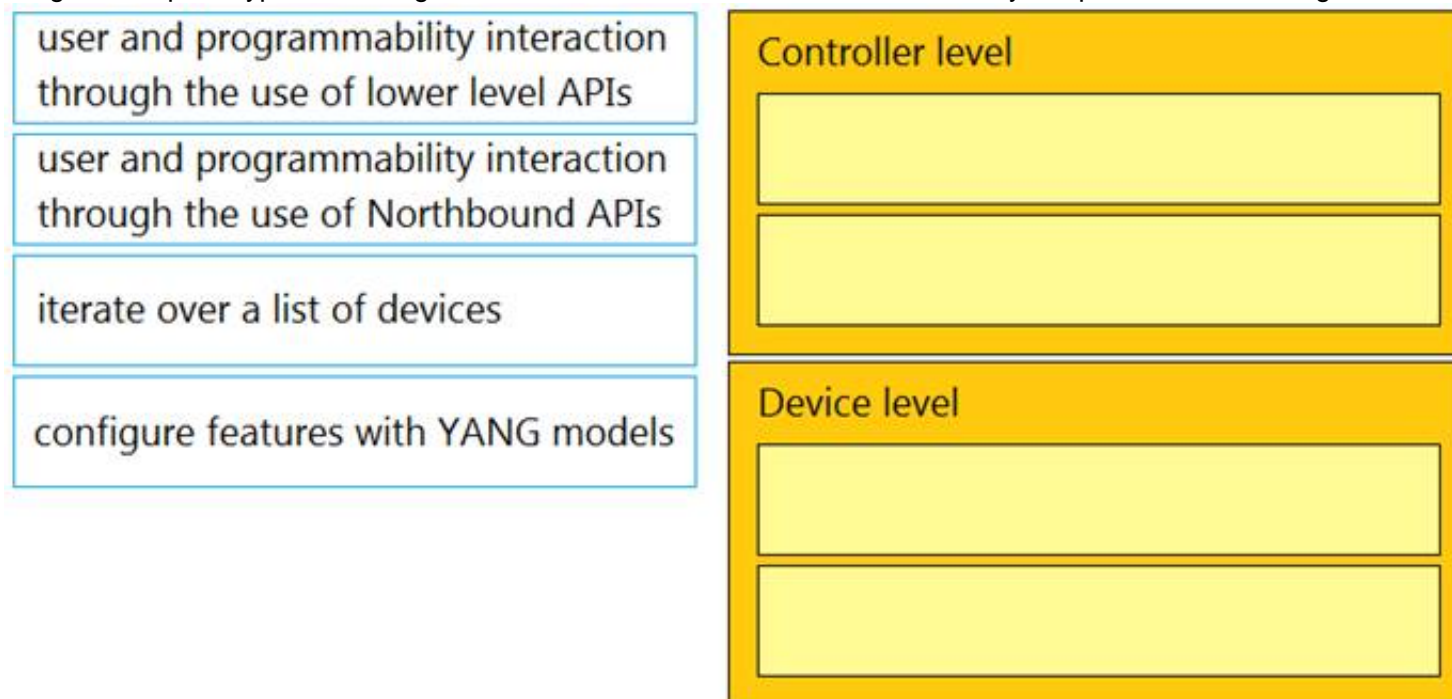 user and programmability interaction
through the use of lower level APIs
user and programmability interaction
through the use of Northbound APIs
iterate over a list of devices
configure features with YANG models
Controller level
Device level